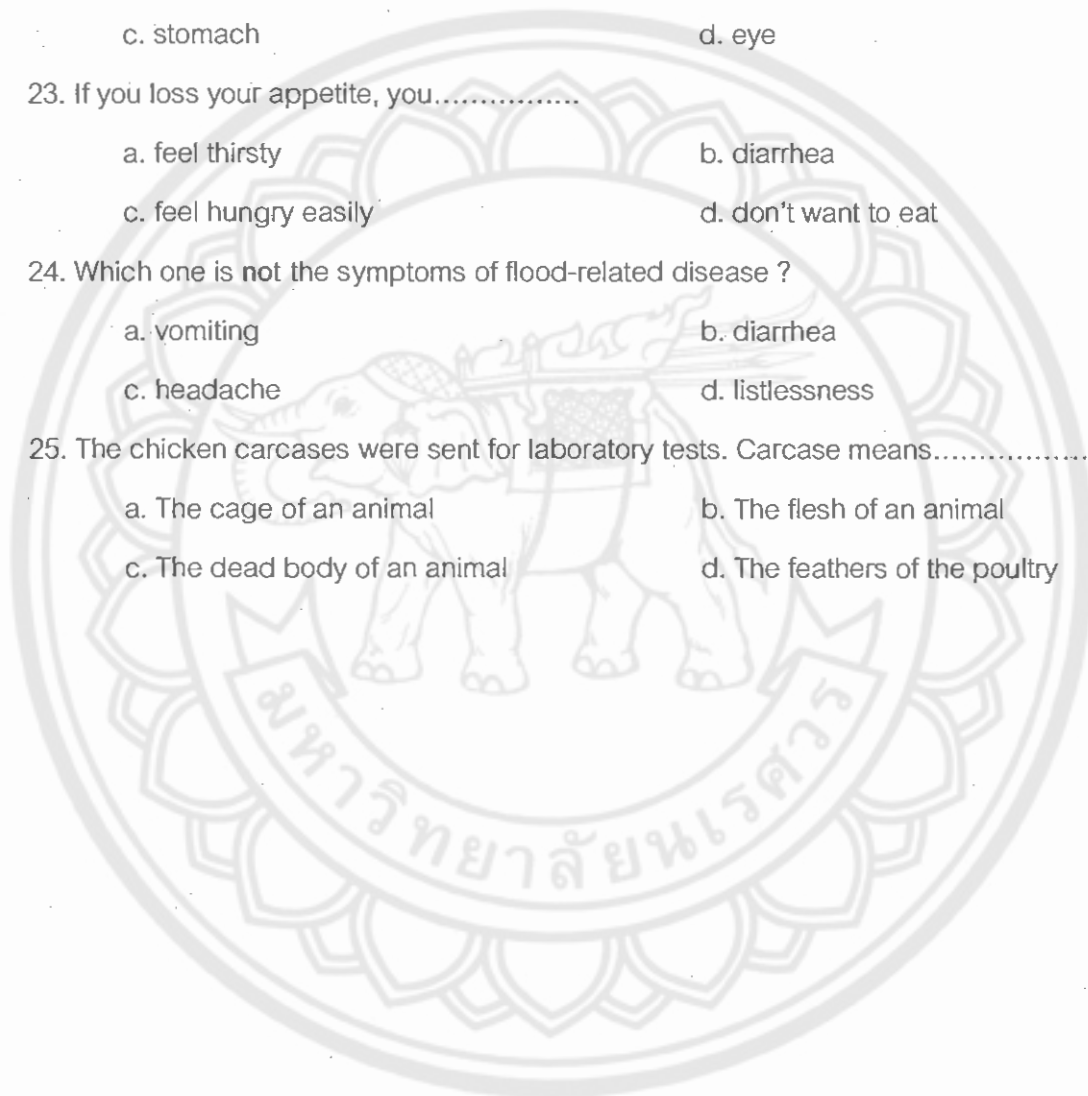 c. stomach d. eye
23. If you loss your appetite, you................
a. feel thirsty b. diarrhea
c. feel hungry easily d. don't want to eat
24. Which one is not the symptoms of flood-related disease ?
a. vomiting b. diarrhea
c. headache d. listlessness
25. The chicken carcases were sent for laboratory tests. Carcase means.................
a. The cage of an animal b. The flesh of an animal
c. The dead body of an animal d. The feathers of the poultry
มหาวิทยาลัยนเรศวร